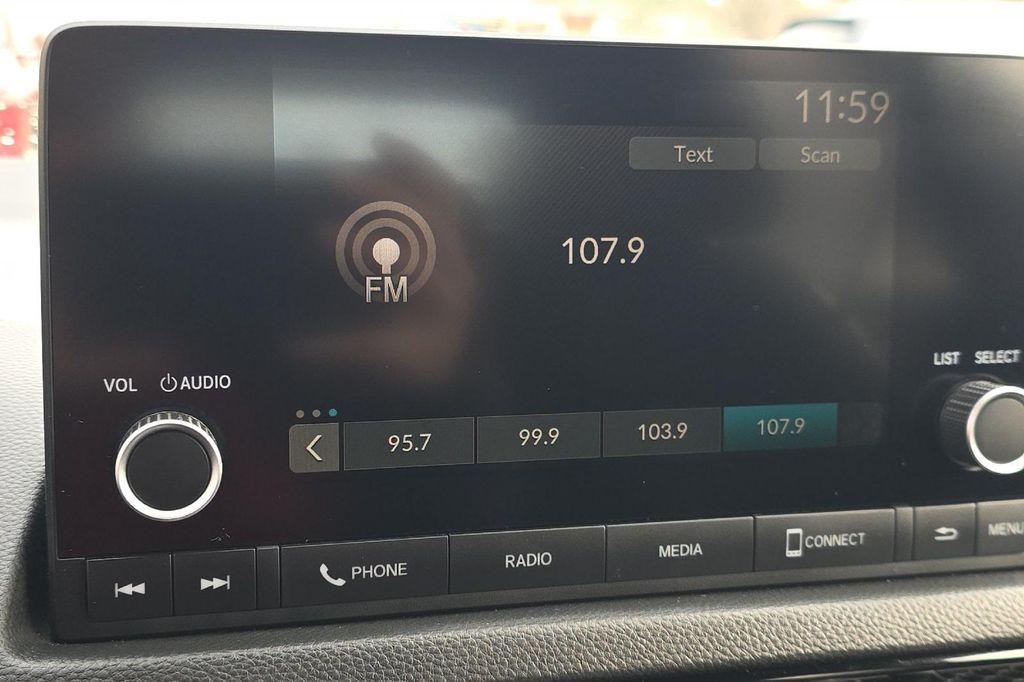 11:59
Text Scan
107.9
FM
LIST SELECT
VOL AUDIO
95.7 99.9 103.9 107.9
PHONE RADIO MEDIA CONNECT MENU